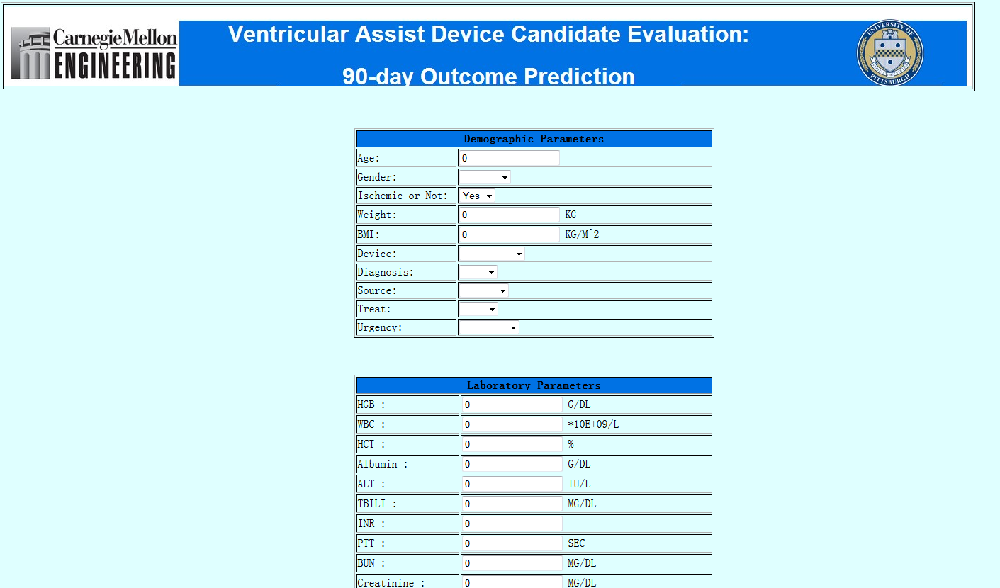 Carnegie Mellon
ENGINEERING
Ventricular Assist Device Candidate Evaluation:
90-day Outcome Prediction
UNIVERSITY OF
PITTSBURGH
Demographic Parameters
Age: 0
Gender:
Ischemic or Not: Yes
Weight: 0 KG
BMI: 0 KG/M^2
Device:
Diagnosis:
Source:
Treat:
Urgency:
Laboratory Parameters
HGB : 0 G/DL
WBC : 0 *10E+09/L
HCT : 0 %
Albumin : 0 G/DL
ALT : 0 IU/L
TBILI : 0 MG/DL
INR : 0
PTT : 0 SEC
BUN : 0 MG/DL
Creatinine : 0 MG/DL